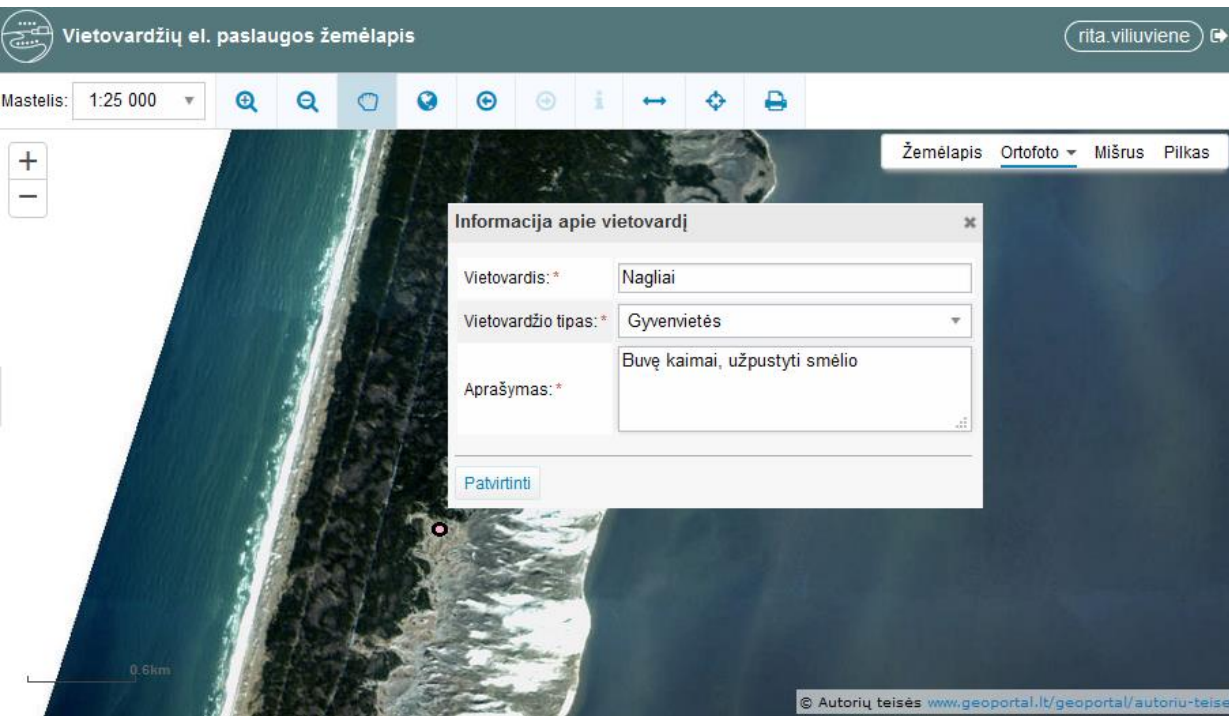 Vietovardžių el. paslaugos žemėlapis
rita.viliuviene
Mastelis: 1:25 000
Žemėlapis Ortofoto Mišrus Pilkas
Informacija apie vietovardį
Vietovardis: * Nagliai
Vietovardžio tipas: * Gyvenvietės
Aprašymas: * Buvę kaimai, užpustyti smėlio
Patvirtinti
0.6km
© Autorių teisės www.geoportal.lt/geoportal/autoriu-teise